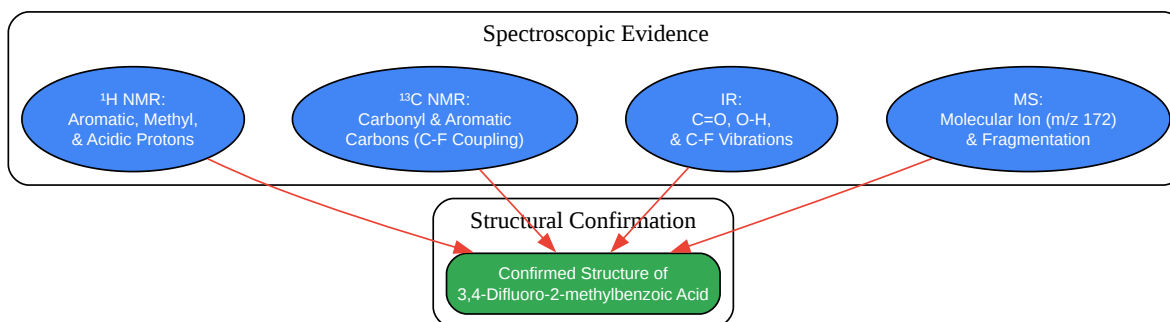 Spectroscopic Evidence
¹H NMR:
Aromatic, Methyl,
& Acidic Protons
¹³C NMR:
Carbonyl & Aromatic
Carbons (C-F Coupling)
IR:
C=O, O-H,
& C-F Vibrations
MS:
Molecular Ion (m/z 172)
& Fragmentation
Structural Confirmation
Confirmed Structure of
3,4-Difluoro-2-methylbenzoic Acid